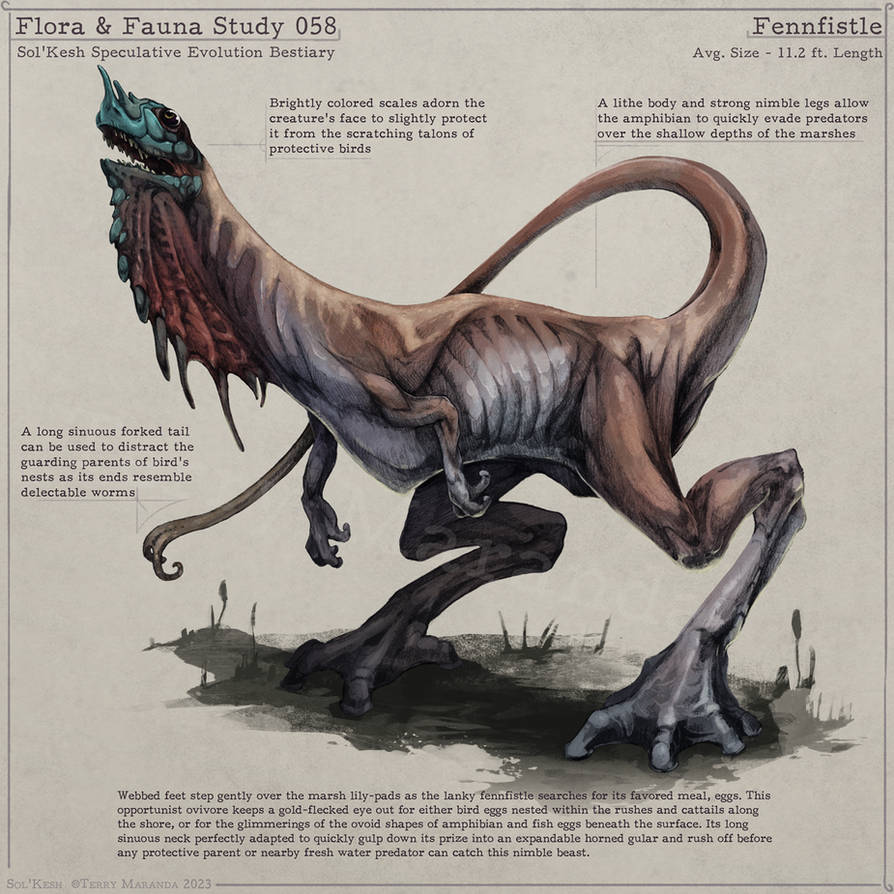 Flora & Fauna Study 058
Fennfistle
Sol'Kesh Speculative Evolution Bestiary
Avg. Size - 11.2 ft. Length
Brightly colored scales adorn the
creature's face to slightly protect
it from the scratching talons of
protective birds
A lithe body and strong nimble legs allow
the amphibian to quickly evade predators
over the shallow depths of the marshes
A long sinuous forked tail
can be used to distract the
guarding parents of bird's
nests as its ends resemble
delectable worms
Webbed feet step gently over the marsh lily-pads as the lanky fennfistle searches for its favored meal, eggs. This
opportunist ovivore keeps a gold-flecked eye out for either bird eggs nested within the rushes and cattails along
the shore, or for the glimmerings of the ovoid shapes of amphibian and fish eggs beneath the surface. Its long
sinuous neck perfectly adapted to quickly gulp down its prize into an expandable horned gular and rush off before
any protective parent or nearby fresh water predator can catch this nimble beast.
Sol'Kesh ©Terry Maranda 2023